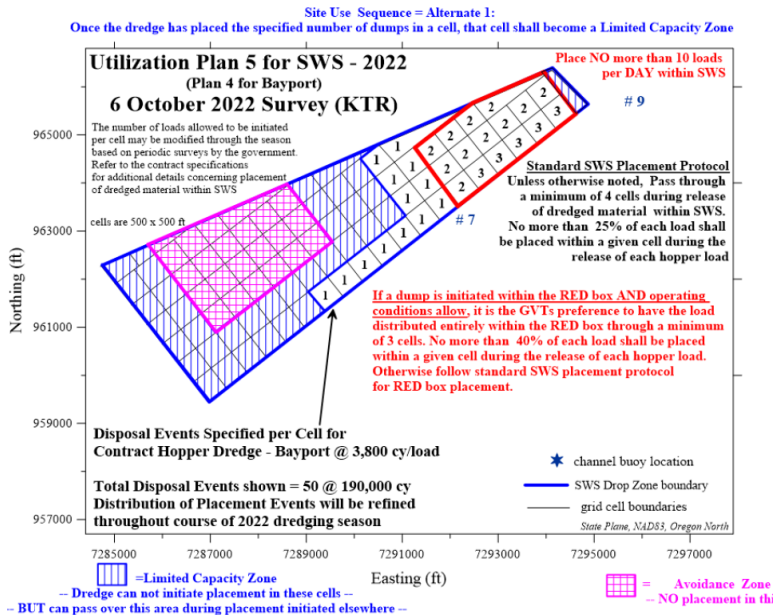 Site Use Sequence = Alternate 1:
Once the dredge has placed the specified number of dumps in a cell, that cell shall become a Limited Capacity Zone
Utilization Plan 5 for SWS - 2022
(Plan 4 for Bayport)
6 October 2022 Survey (KTR)
Place NO more than 10 loads
per DAY within SWS
# 9
The number of loads allowed to be initiated
per cell may be modified through the season
based on periodic surveys by the government.
Refer to the contract specifications
for additional details concerning placement
of dredged material within SWS
cells are 500 x 500 ft
Standard SWS Placement Protocol
Unless otherwise noted, Pass through
a minimum of 4 cells during release
of dredged material within SWS.
No more than 25% of each load shall
be placed within a given cell during the
release of each hopper load
# 7
If a dump is initiated within the RED box AND operating
conditions allow, it is the GVTs preference to have the load
distributed entirely within the RED box through a minimum
of 3 cells. No more than 40% of each load shall be placed
within a given cell during the release of each hopper load.
Otherwise follow standard SWS placement protocol
for RED box placement.
Disposal Events Specified per Cell for
Contract Hopper Dredge - Bayport @ 3,800 cy/load
Total Disposal Events shown = 50 @ 190,000 cy
Distribution of Placement Events will be refined
throughout course of 2022 dredging season
channel buoy location
SWS Drop Zone boundary
grid cell boundaries
State Plane, NAD83, Oregon North
Northing (ft)
965000
963000
961000
959000
957000
7285000 7287000 7289000 7291000 7293000 7295000 7297000
Easting (ft)
=Limited Capacity Zone
-- Dredge can not initiate placement in these cells --
-- BUT can pass over this area during placement initiated elsewhere --
= Avoidance Zone
-- NO placement in thi